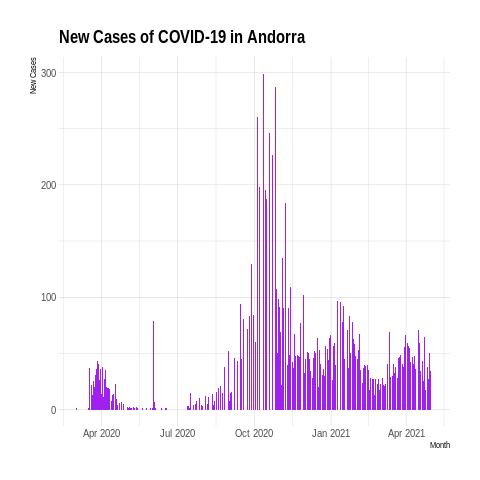 New Cases of COVID-19 in Andorra
New Cases
300
200
100
0
Apr 2020 Jul 2020 Oct 2020 Jan 2021 Apr 2021
Month